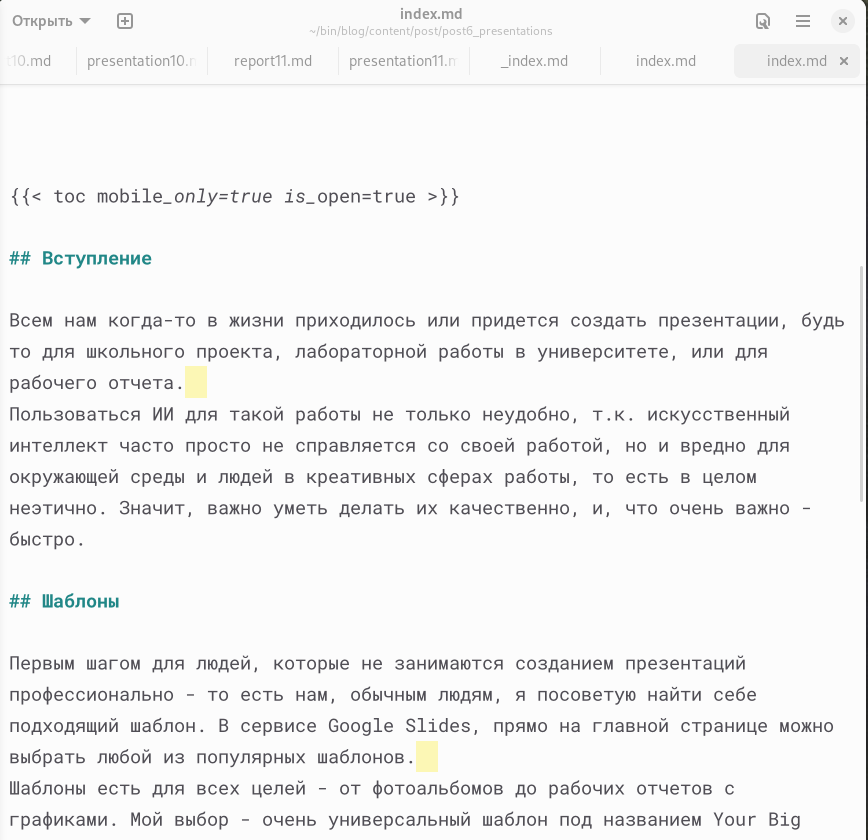 Открыть
index.md
~/bin/blog/content/post/post6_presentations
t10.md presentation10.n report11.md presentation11.n _index.md index.md index.md
{{< toc mobile_only=true is_open=true >}}
## Вступление
Всем нам когда-то в жизни приходилось или придется создать презентации, будь
то для школьного проекта, лабораторной работы в университете, или для
рабочего отчета.
Пользоваться ИИ для такой работы не только неудобно, т.к. искусственный
интеллект часто просто не справляется со своей работой, но и вредно для
окружающей среды и людей в креативных сферах работы, то есть в целом
неэтично. Значит, важно уметь делать их качественно, и, что очень важно -
быстро.
## Шаблоны
Первым шагом для людей, которые не занимаются созданием презентаций
профессионально - то есть нам, обычным людям, я посоветую найти себе
подходящий шаблон. В сервисе Google Slides, прямо на главной странице можно
выбрать любой из популярных шаблонов.
Шаблоны есть для всех целей - от фотоальбомов до рабочих отчетов с
графиками. Мой выбор - очень универсальный шаблон под названием Your Big